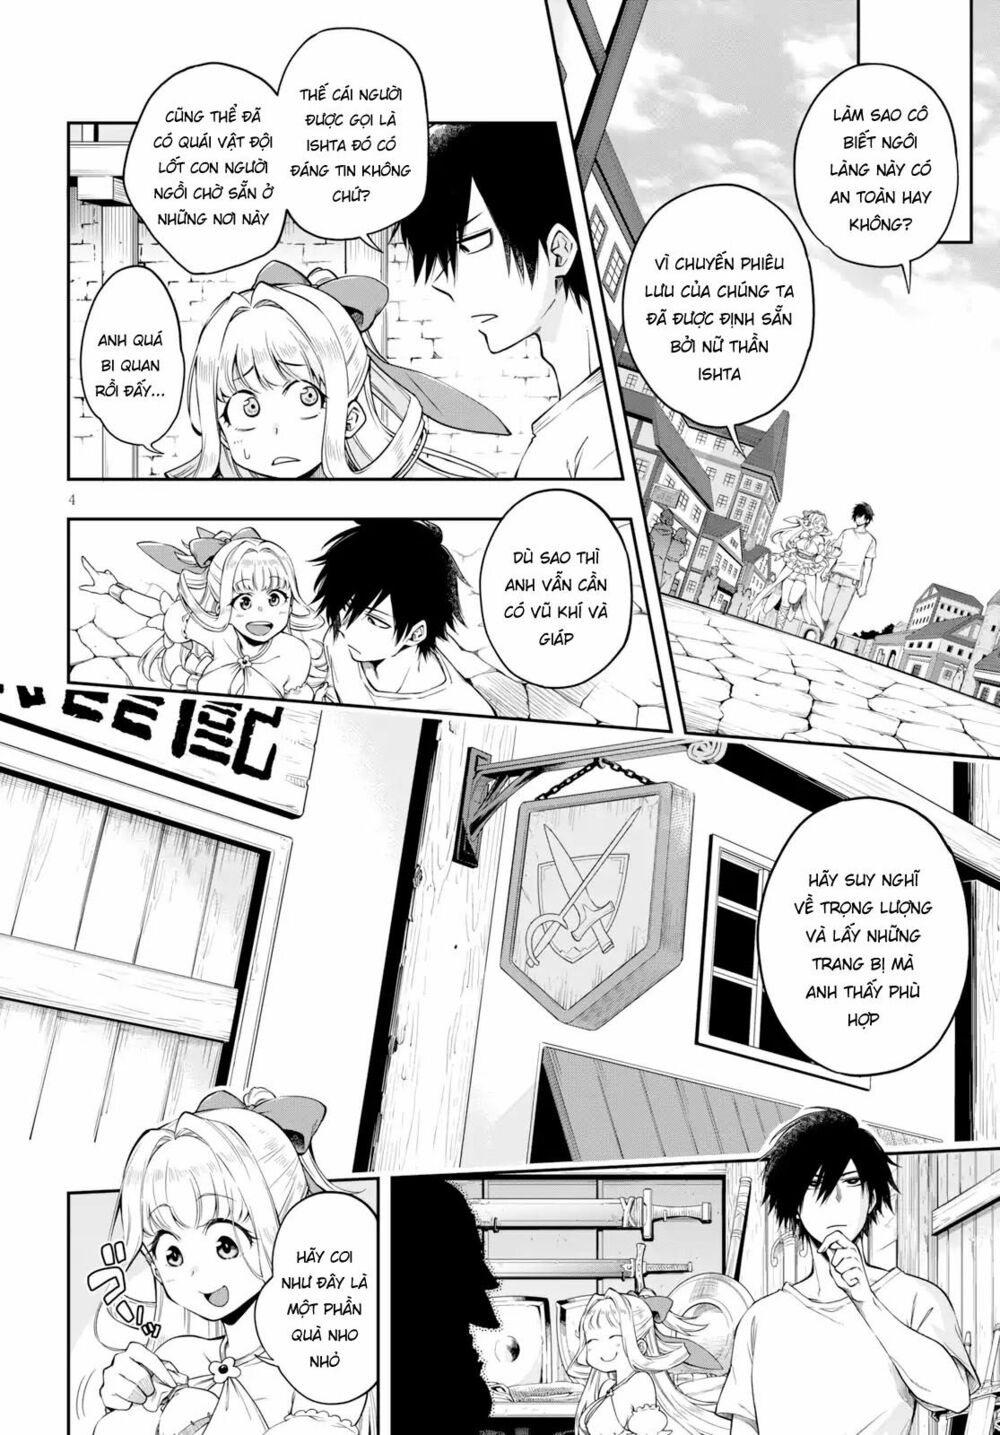 LÀM SAO CÔ
BIẾT NGÔI
LÀNG NÀY CÓ
AN TOÀN HAY
KHÔNG?
VÌ CHUYẾN PHIÊU
LƯU CỦA CHÚNG TA
ĐÃ ĐƯỢC ĐỊNH SẴN
BỞI NỮ THẦN
ISHTA
THẾ CÁI NGƯỜI
ĐƯỢC GỌI LÀ
ISHTA ĐÓ CÓ
ĐÁNG TIN KHÔNG
CHỨ?
CŨNG THỂ ĐÃ
CÓ QUÁI VẬT ĐỘI
LỐT CON NGƯỜI
NGỒI CHỜ SẴN Ở
NHỮNG NƠI NÀY
ANH QUÁ
BI QUAN
RỒI ĐẤY...
4
DÙ SAO THÌ
ANH VẪN CẦN
CÓ VŨ KHÍ VÀ
GIÁP
HÃY SUY NGHĨ
VỀ TRỌNG LƯỢNG
VÀ LẤY NHỮNG
TRANG BỊ MÀ
ANH THẤY PHÙ
HỢP
HÃY COI
NHƯ ĐÂY LÀ
MỘT PHẦN
QUÀ NHO
NHỎ